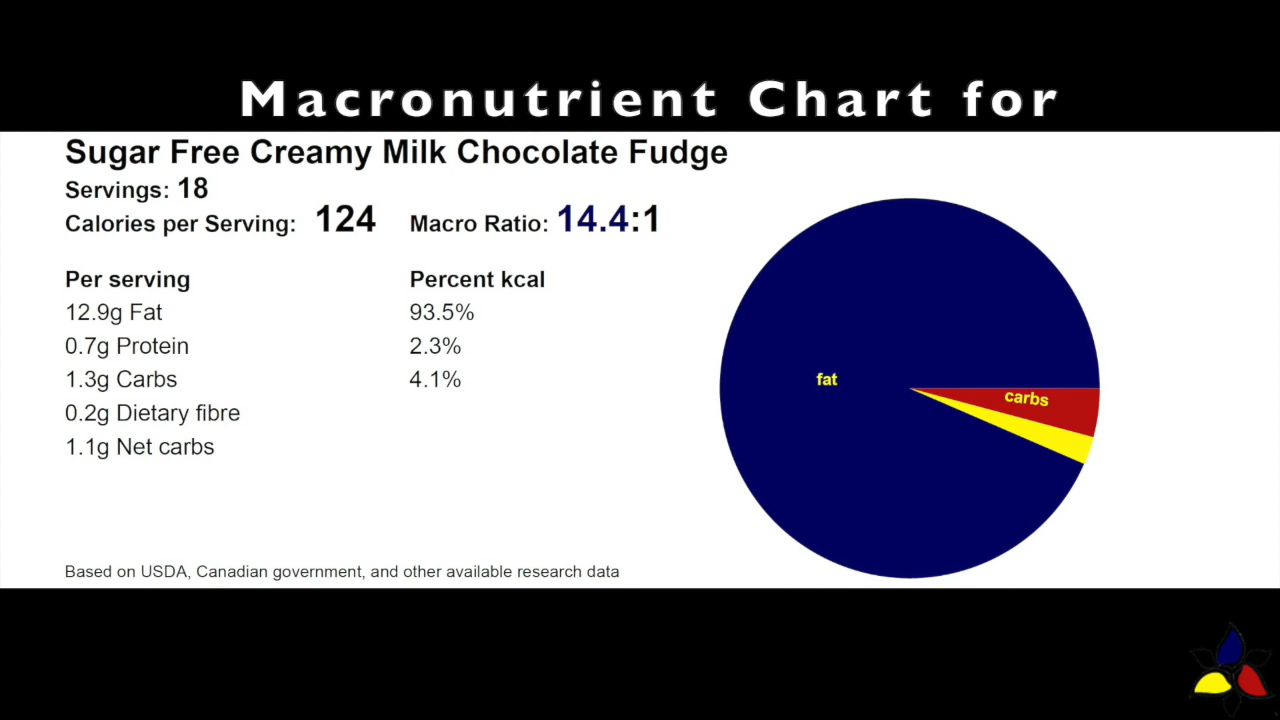 Macronutrient Chart for
Sugar Free Creamy Milk Chocolate Fudge
Servings: 18
Calories per Serving: 124 Macro Ratio: 14.4:1
Per serving Percent kcal
12.9g Fat 93.5%
0.7g Protein 2.3%
1.3g Carbs 4.1%
0.2g Dietary fibre
1.1g Net carbs
fat
carbs
Based on USDA, Canadian government, and other available research data